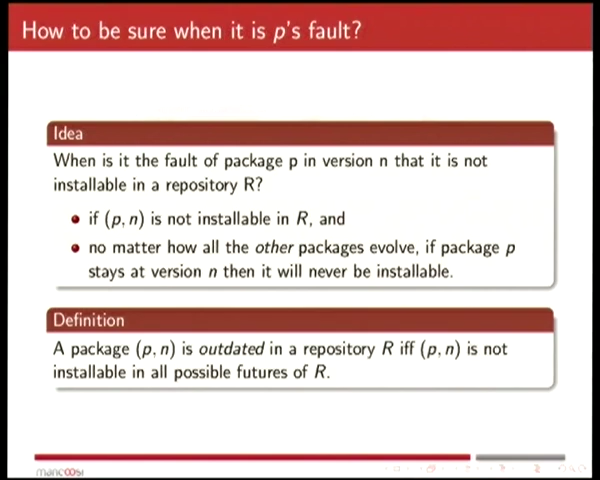 How to be sure when it is p's fault?
Idea
When is it the fault of package p in version n that it is not
installable in a repository R?
if (p, n) is not installable in R, and
no matter how all the other packages evolve, if package p
stays at version n then it will never be installable.
Definition
A package (p, n) is outdated in a repository R iff (p, n) is not
installable in all possible futures of R.
mancoosi